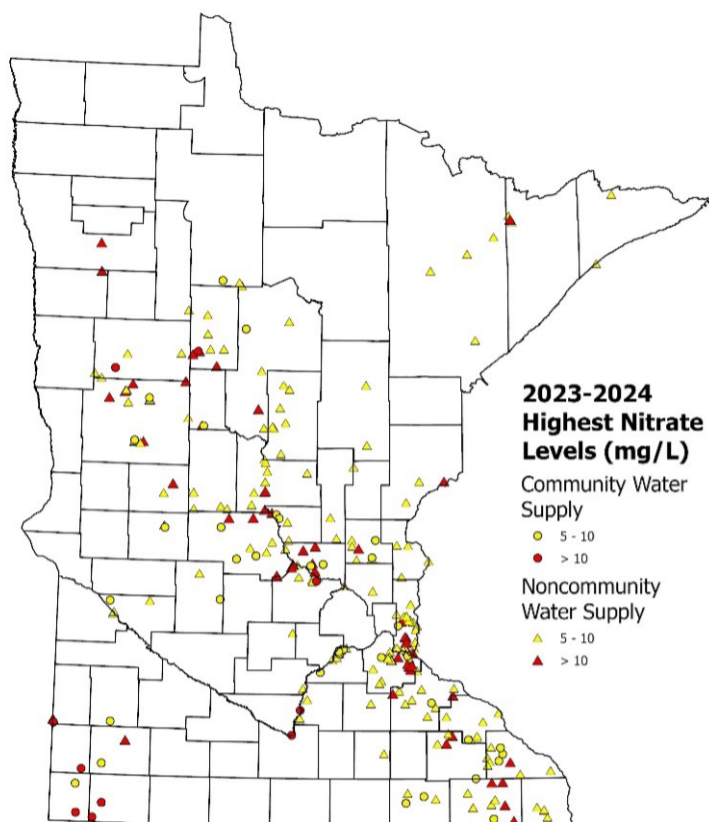 2023-2024
Highest Nitrate
Levels (mg/L)
Community Water
Supply
5 - 10
> 10
Noncommunity
Water Supply
5 - 10
> 10